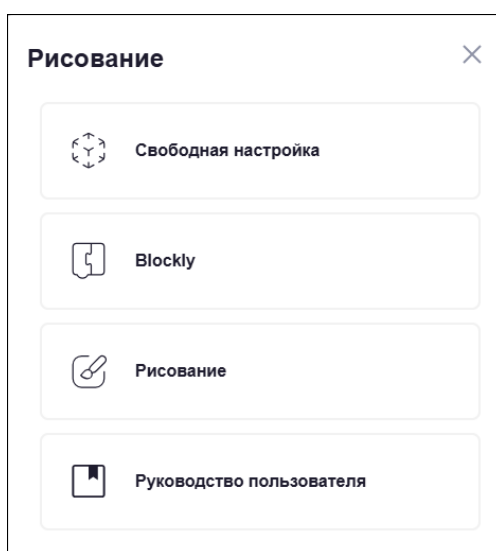 Рисование
Свободная настройка
Blockly
Рисование
Руководство пользователя